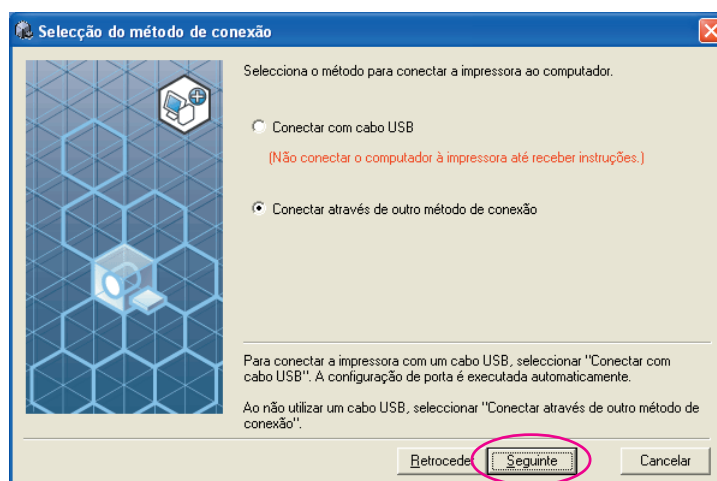 Selecção do método de conexão
Selecciona o método para conectar a impressora ao computador.
Conectar com cabo USB
(Não conectar o computador à impressora até receber instruções.)
Conectar através de outro método de conexão
Para conectar a impressora com um cabo USB, seleccionar "Conectar com
cabo USB". A configuração de porta é executada automaticamente.
Ao não utilizar um cabo USB, seleccionar "Conectar através de outro método de
conexão".
Retrocede Seguinte Cancelar